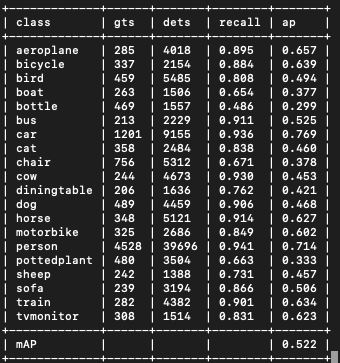 +-------------+------+-------+--------+-------+
| class       | gts  | dets  | recall | ap    |
+-------------+------+-------+--------+-------+
| aeroplane   | 285  | 4018  | 0.895  | 0.657 |
| bicycle     | 337  | 2154  | 0.884  | 0.639 |
| bird        | 459  | 5485  | 0.808  | 0.494 |
| boat        | 263  | 1506  | 0.654  | 0.377 |
| bottle      | 469  | 1557  | 0.486  | 0.299 |
| bus         | 213  | 2229  | 0.911  | 0.525 |
| car         | 1201 | 9155  | 0.936  | 0.769 |
| cat         | 358  | 2484  | 0.838  | 0.460 |
| chair       | 756  | 5312  | 0.671  | 0.378 |
| cow         | 244  | 4673  | 0.930  | 0.453 |
| diningtable | 206  | 1636  | 0.762  | 0.421 |
| dog         | 489  | 4459  | 0.906  | 0.468 |
| horse       | 348  | 5121  | 0.914  | 0.627 |
| motorbike   | 325  | 2686  | 0.849  | 0.602 |
| person      | 4528 | 39696 | 0.941  | 0.714 |
| pottedplant | 480  | 3504  | 0.663  | 0.333 |
| sheep       | 242  | 1388  | 0.731  | 0.457 |
| sofa        | 239  | 3194  | 0.866  | 0.506 |
| train       | 282  | 4382  | 0.901  | 0.634 |
| tvmonitor   | 308  | 1514  | 0.831  | 0.623 |
+-------------+------+-------+--------+-------+
| mAP         |      |       |        | 0.522 |
+-------------+------+-------+--------+-------+